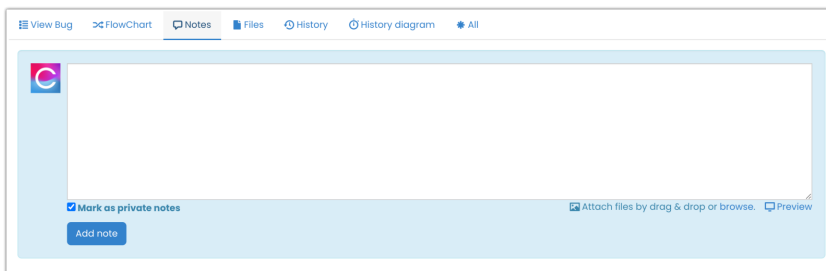 View Bug FlowChart Notes Files History History diagram All
C
Mark as private notes Attach files by drag & drop or browse. Preview
Add note